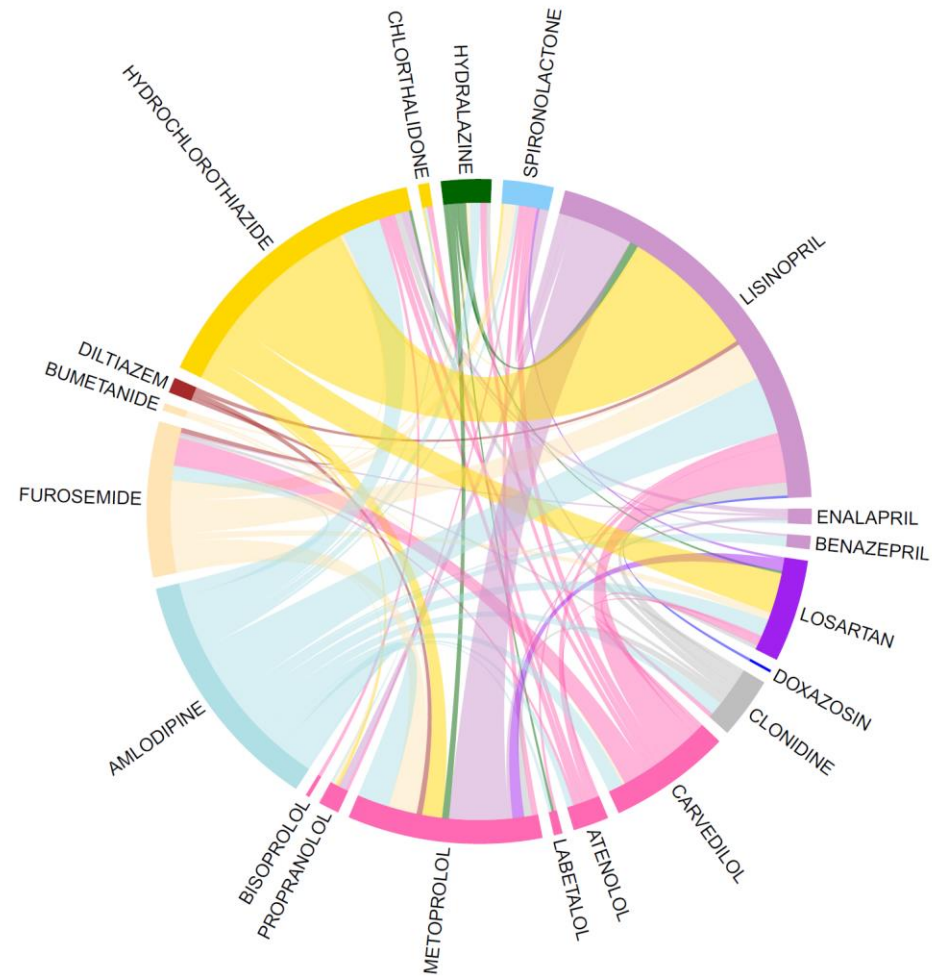 CHLORTHALIDONE
HYDRALAZINE
SPIRONOLACTONE
LISINOPRIL
ENALAPRIL
BENAZEPRIL
LOSARTAN
DOXAZOSIN
CLONIDINE
CARVEDILOL
ATENOLOL
LABETALOL
METOPROLOL
PROPRANOLOL
BISOPROLOL
AMLODIPINE
FUROSEMIDE
BUMETANIDE
DILTIAZEM
HYDROCHLOROTHIAZIDE